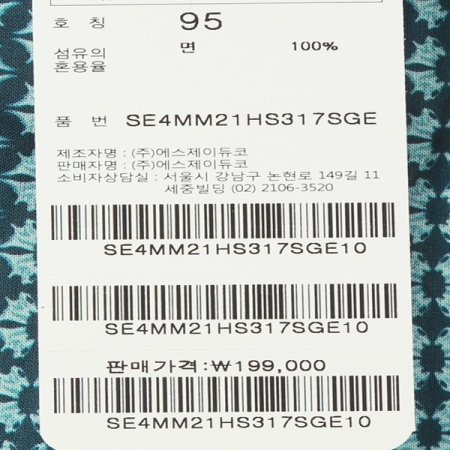 호 칭 95
섬유의 면 100%
혼용율
품 번 SE4MM21HS317SGE
제조자명 : (주)에스제이듀코
판매자명 : (주)에스제이듀코
소비자상담실 : 서울시 강남구 논현로 149길 11
세중빌딩 (02) 2106-3520
SE4MM21HS317SGE10
SE4MM21HS317SGE10
판매가격:₩199,000
SE4MM21HS317SGE10